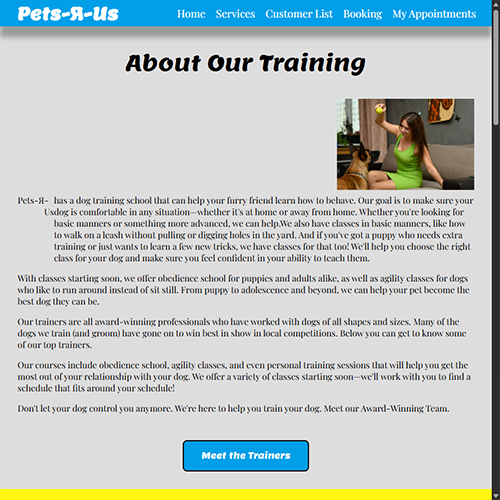 Pets-Я-Us
Home Services Customer List Booking My Appointments
About Our Training
Pets-Я- has a dog training school that can help your furry friend learn how to behave. Our goal is to make sure your
Usdog is comfortable in any situation—whether it's at home or away from home. Whether you're looking for
basic manners or something more advanced, we can help.We also have classes in basic manners, like how
to walk on a leash without pulling or digging holes in the yard. And if you've got a puppy who needs extra
training or just wants to learn a few new tricks, we have classes for that too! We'll help you choose the right
class for your dog and make sure you feel confident in your ability to teach them.
With classes starting soon, we offer obedience school for puppies and adults alike, as well as agility classes for dogs
who like to run around instead of sit still. From puppy to adolescence and beyond, we can help your pet become the
best dog they can be.
Our trainers are all award-winning professionals who have worked with dogs of all shapes and sizes. Many of the
dogs we train (and groom) have gone on to win best in show in local competitions. Below you can get to know some
of our top trainers.
Our courses include obedience school, agility classes, and even personal training sessions that will help you get the
most out of your relationship with your dog. We offer a variety of classes starting soon—we'll work with you to find a
schedule that fits around your schedule!
Don't let your dog control you anymore. We're here to help you train your dog. Meet our Award-Winning Team.
Meet the Trainers